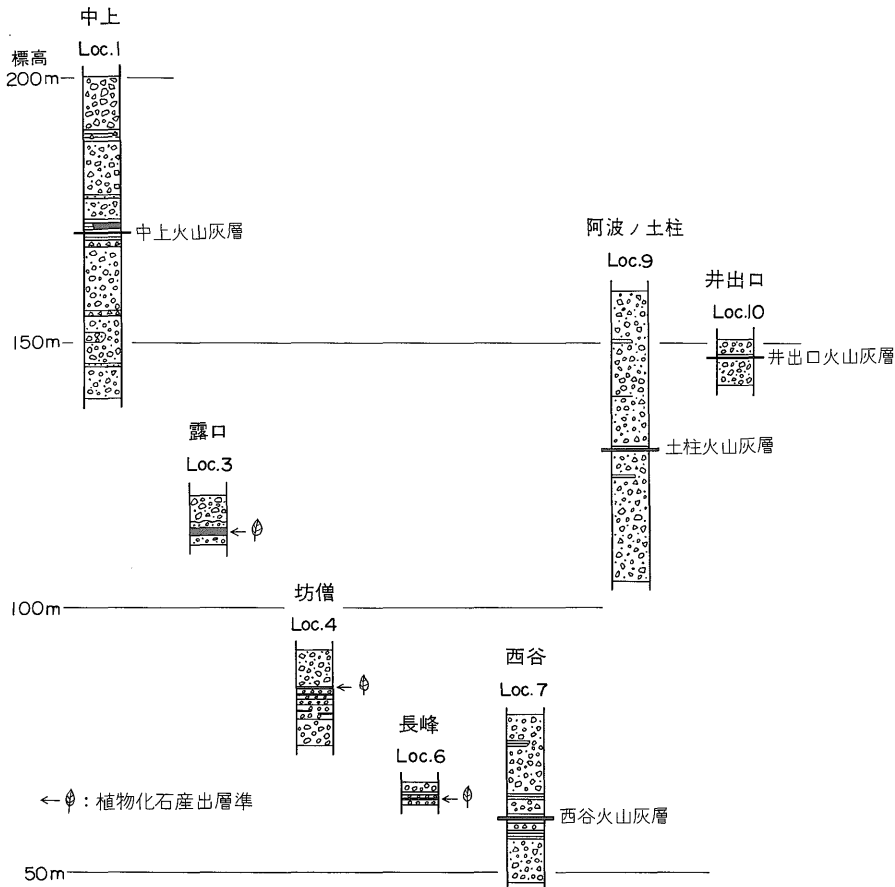 中上
Loc.1
標高
200m
中上火山灰層
阿波ノ土柱
Loc.9
井出口
Loc.10
150m
井出口火山灰層
露口
Loc.3
土柱火山灰層
100m
坊僧
Loc.4
西谷
Loc.7
長峰
Loc.6
:植物化石産出層準
西谷火山灰層
50m